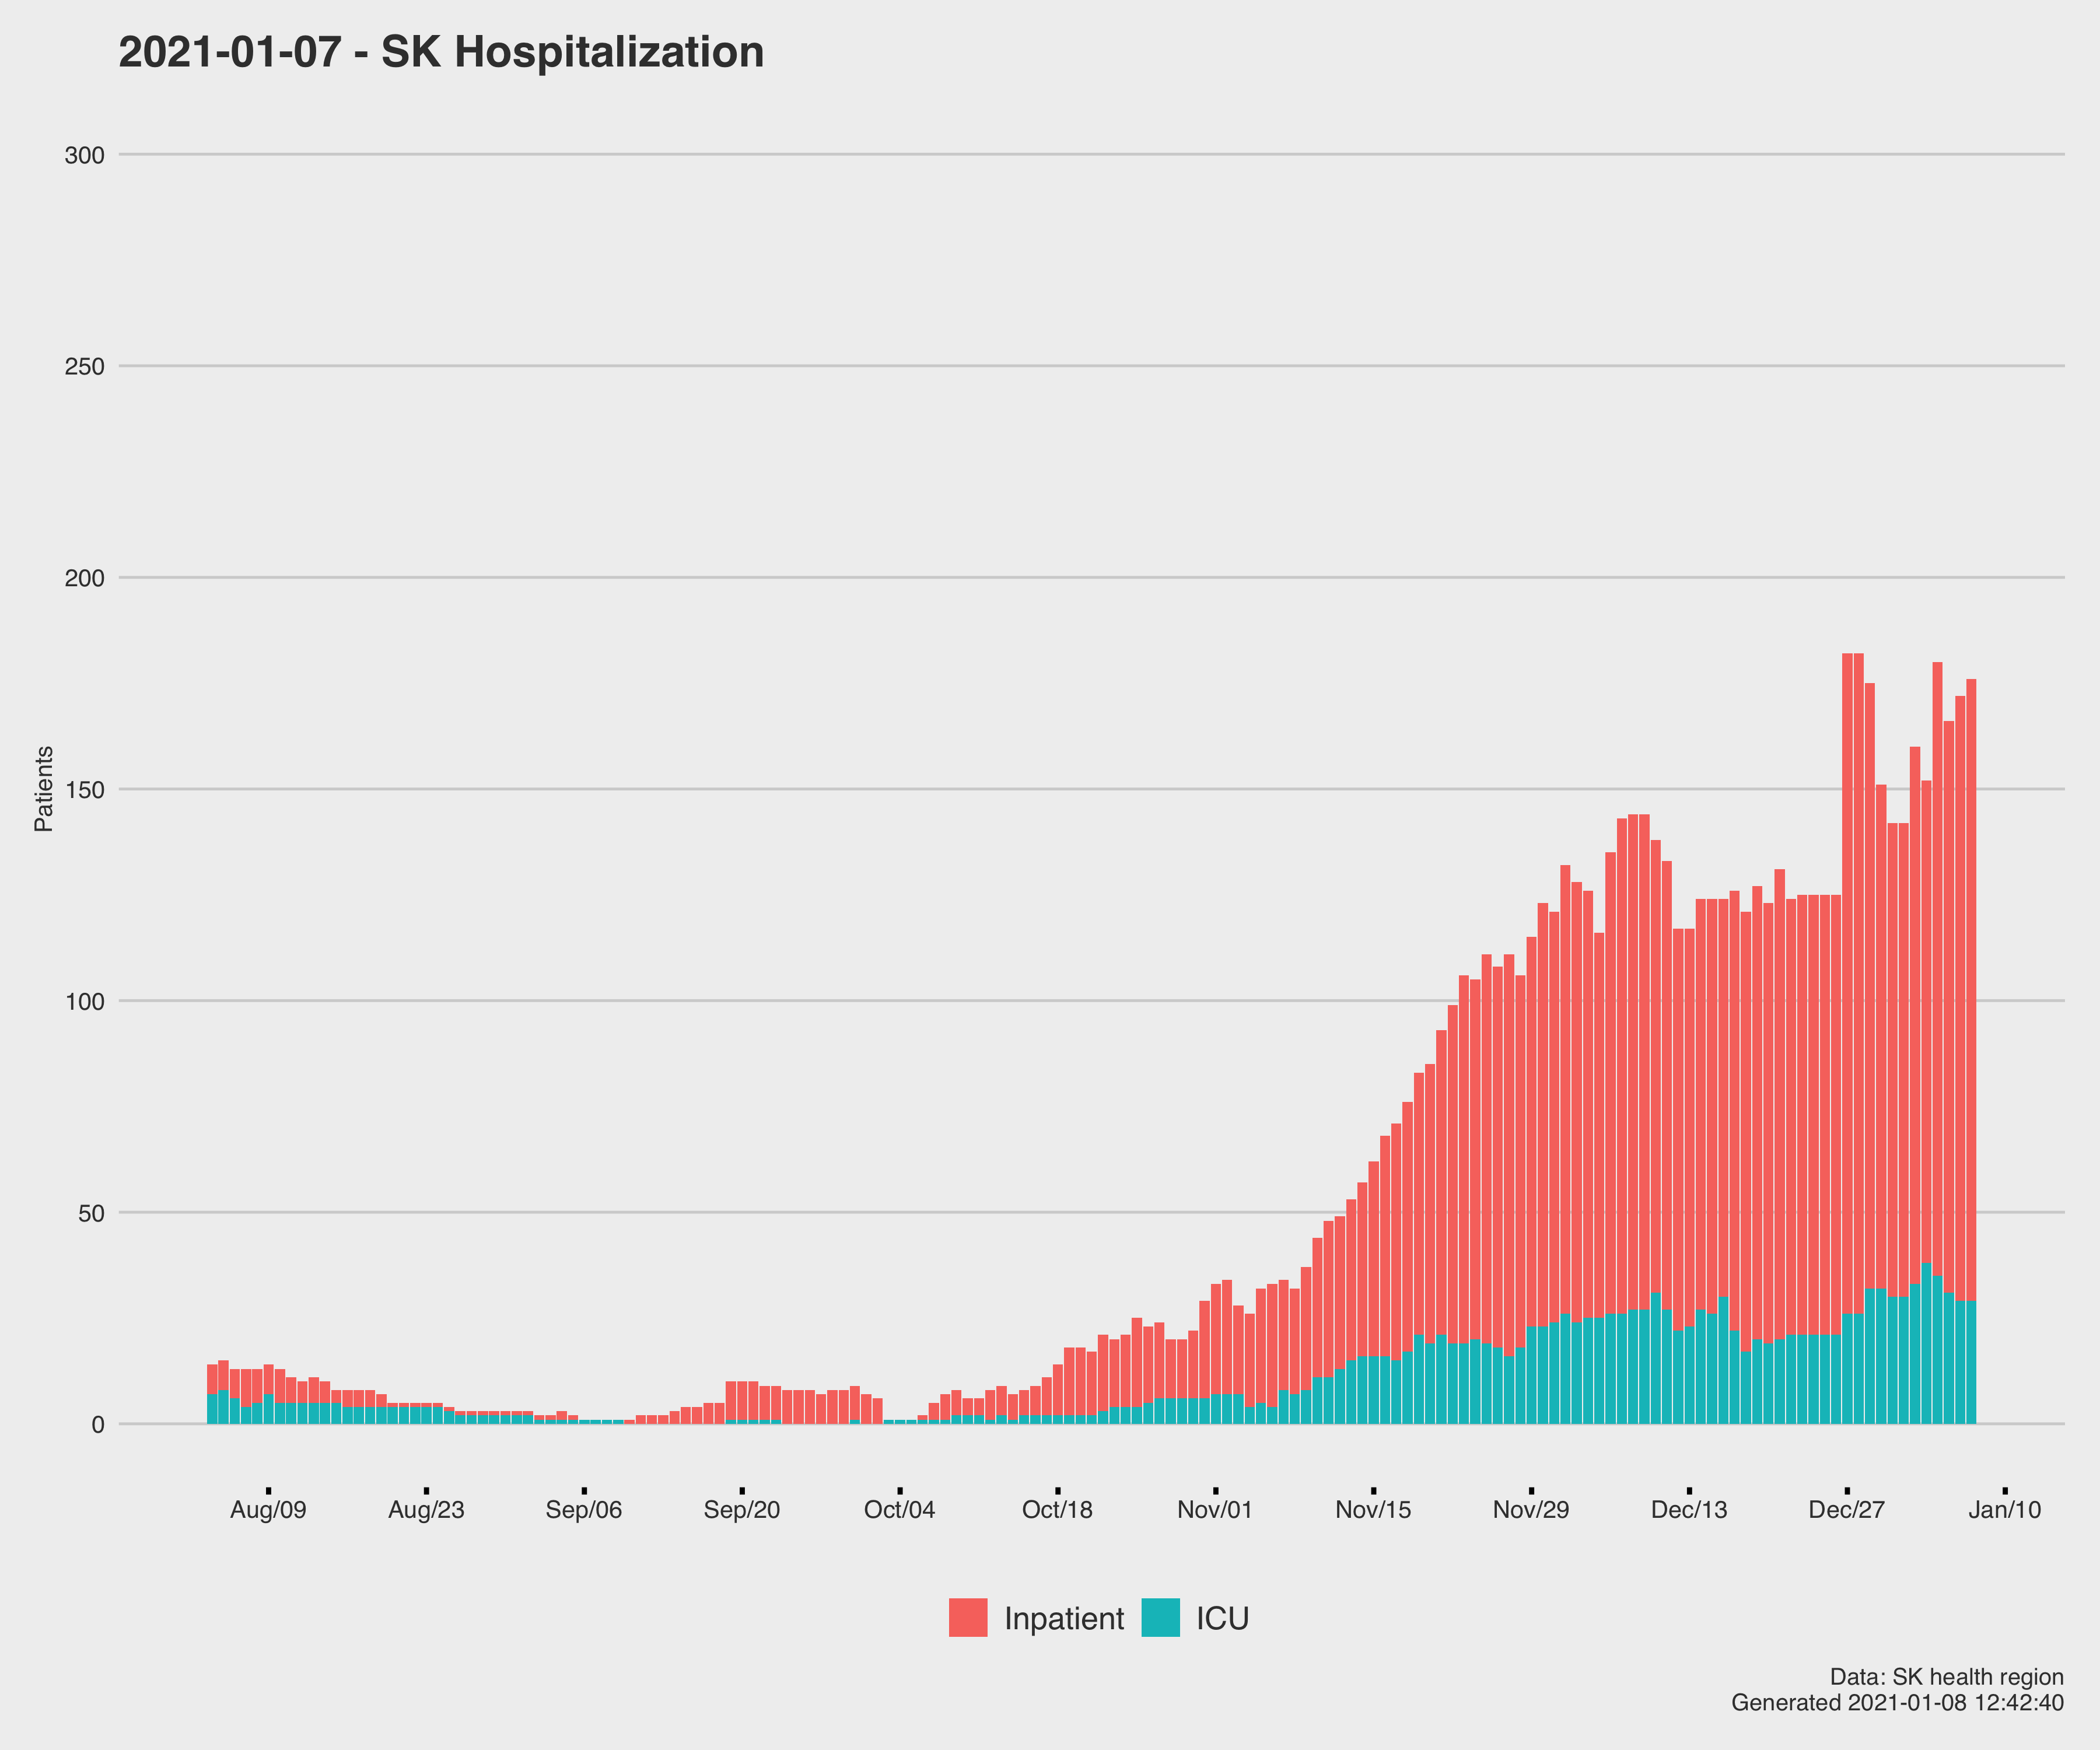 2021-01-07 - SK Hospitalization
300
250
200
150
100
50
0
Patients
Aug/09 Aug/23 Sep/06 Sep/20 Oct/04 Oct/18 Nov/01 Nov/15 Nov/29 Dec/13 Dec/27 Jan/10
Inpatient ICU
Data: SK health region
Generated 2021-01-08 12:42:40